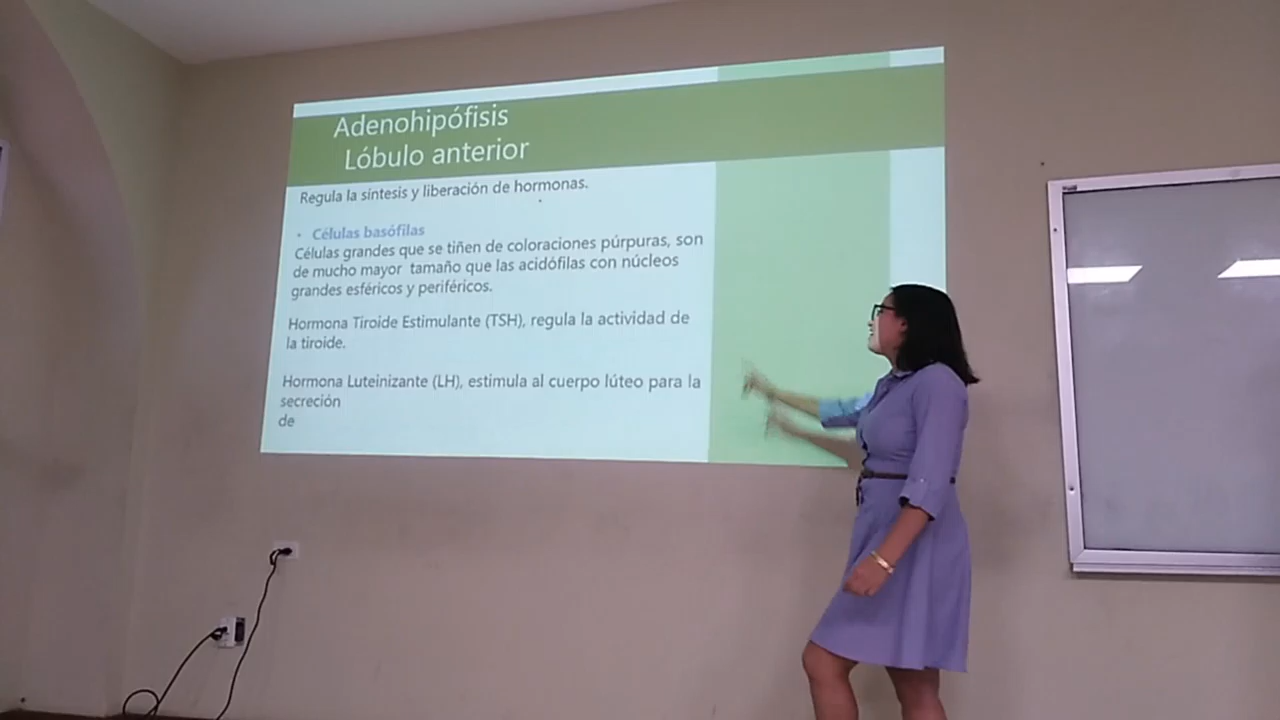 Adenohipófisis
Lóbulo anterior
Regula la síntesis y liberación de hormonas.
• Células basófilas
Células grandes que se tiñen de coloraciones púrpuras, son
de mucho mayor tamaño que las acidófilas con núcleos
grandes esféricos y periféricos.
Hormona Tiroide Estimulante (TSH), regula la actividad de
la tiroide.
Hormona Luteinizante (LH), estimula al cuerpo lúteo para la
secreción
de